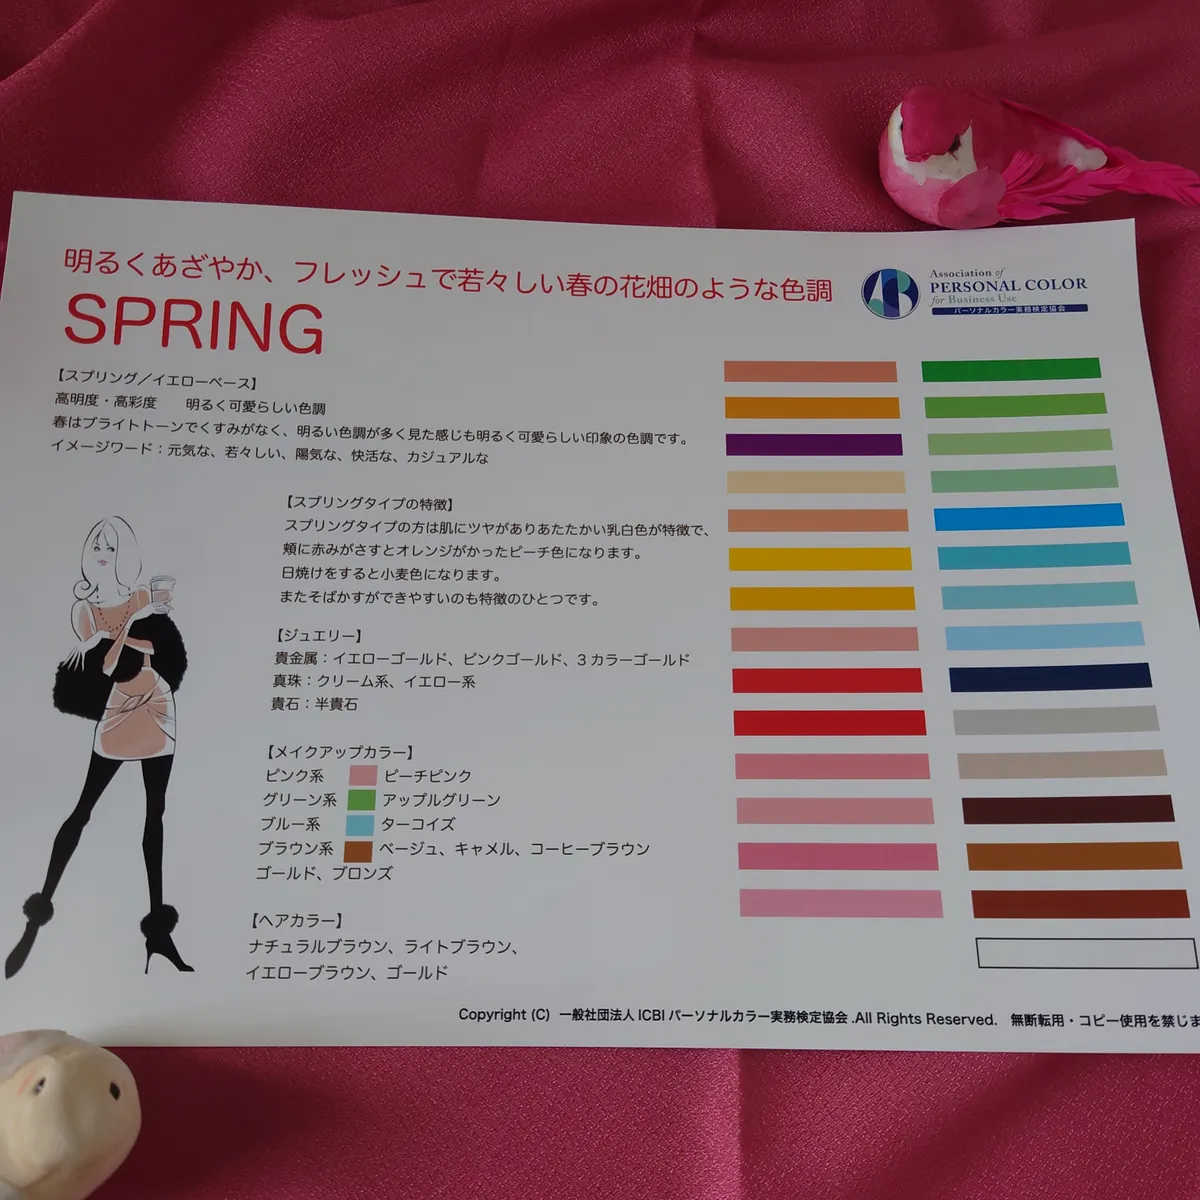 明るくあざやか、フレッシュで若々しい春の花畑のような色調
SPRING
Association of
PERSONAL COLOR
for Business Use
パーソナルカラー実務検定協会
【スプリング／イエローベース】
高明度・高彩度　　明るく可愛らしい色調
春はブライトトーンでくすみがなく、明るい色調が多く見た感じも明るく可愛らしい印象の色調です。
イメージワード：元気な、若々しい、陽気な、快活な、カジュアルな
【スプリングタイプの特徴】
スプリングタイプの方は肌にツヤがありあたたかい乳白色が特徴で、
頬に赤みがさすとオレンジがかったピーチ色になります。
日焼けをすると小麦色になります。
またそばかすができやすいのも特徴のひとつです。
【ジュエリー】
貴金属：イエローゴールド、ピンクゴールド、3カラーゴールド
真珠：クリーム系、イエロー系
貴石：半貴石
【メイクアップカラー】
ピンク系　ピーチピンク
グリーン系　アップルグリーン
ブルー系　ターコイズ
ブラウン系　ベージュ、キャメル、コーヒーブラウン
ゴールド、ブロンズ
【ヘアカラー】
ナチュラルブラウン、ライトブラウン、
イエローブラウン、ゴールド
Copyright (C) 一般社団法人 ICBI パーソナルカラー実務検定協会 .All Rights Reserved. 無断転用・コピー使用を禁じま